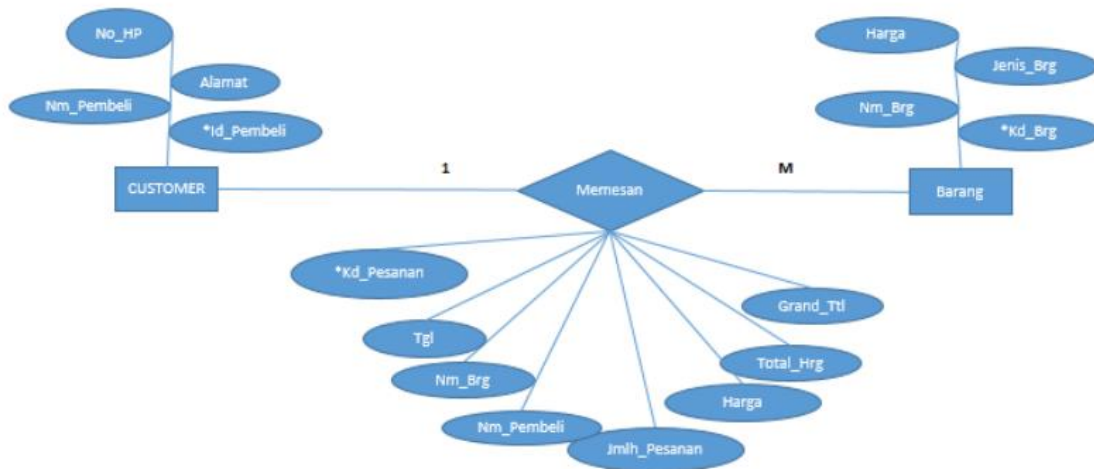 No_HP
Alamat
Nm_Pembeli
*Id_Pembeli
CUSTOMER
1
Memesan
M
Harga
Jenis_Brg
Nm_Brg
*Kd_Brg
Barang
*Kd_Pesanan
Tgl
Nm_Brg
Nm_Pembeli
Jmlh_Pesanan
Harga
Total_Hrg
Grand_Ttl